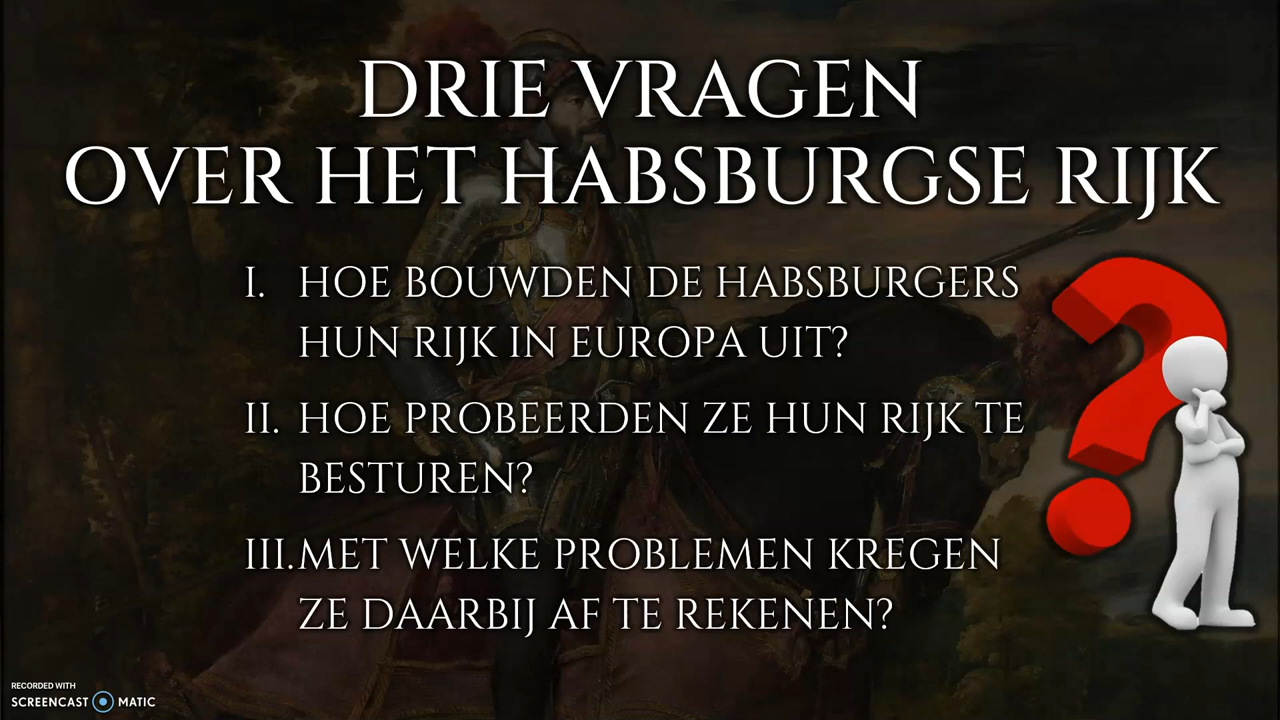 DRIE VRAGEN
OVER HET HABSBURGSE RIJK
I. HOE BOUWDEN DE HABSBURGERS
HUN RIJK IN EUROPA UIT?
II. HOE PROBEERDEN ZE HUN RIJK TE
BESTUREN?
III. MET WELKE PROBLEMEN KREGEN
ZE DAARBIJ AF TE REKENEN?
RECORDED WITH
SCREENCAST MATIC